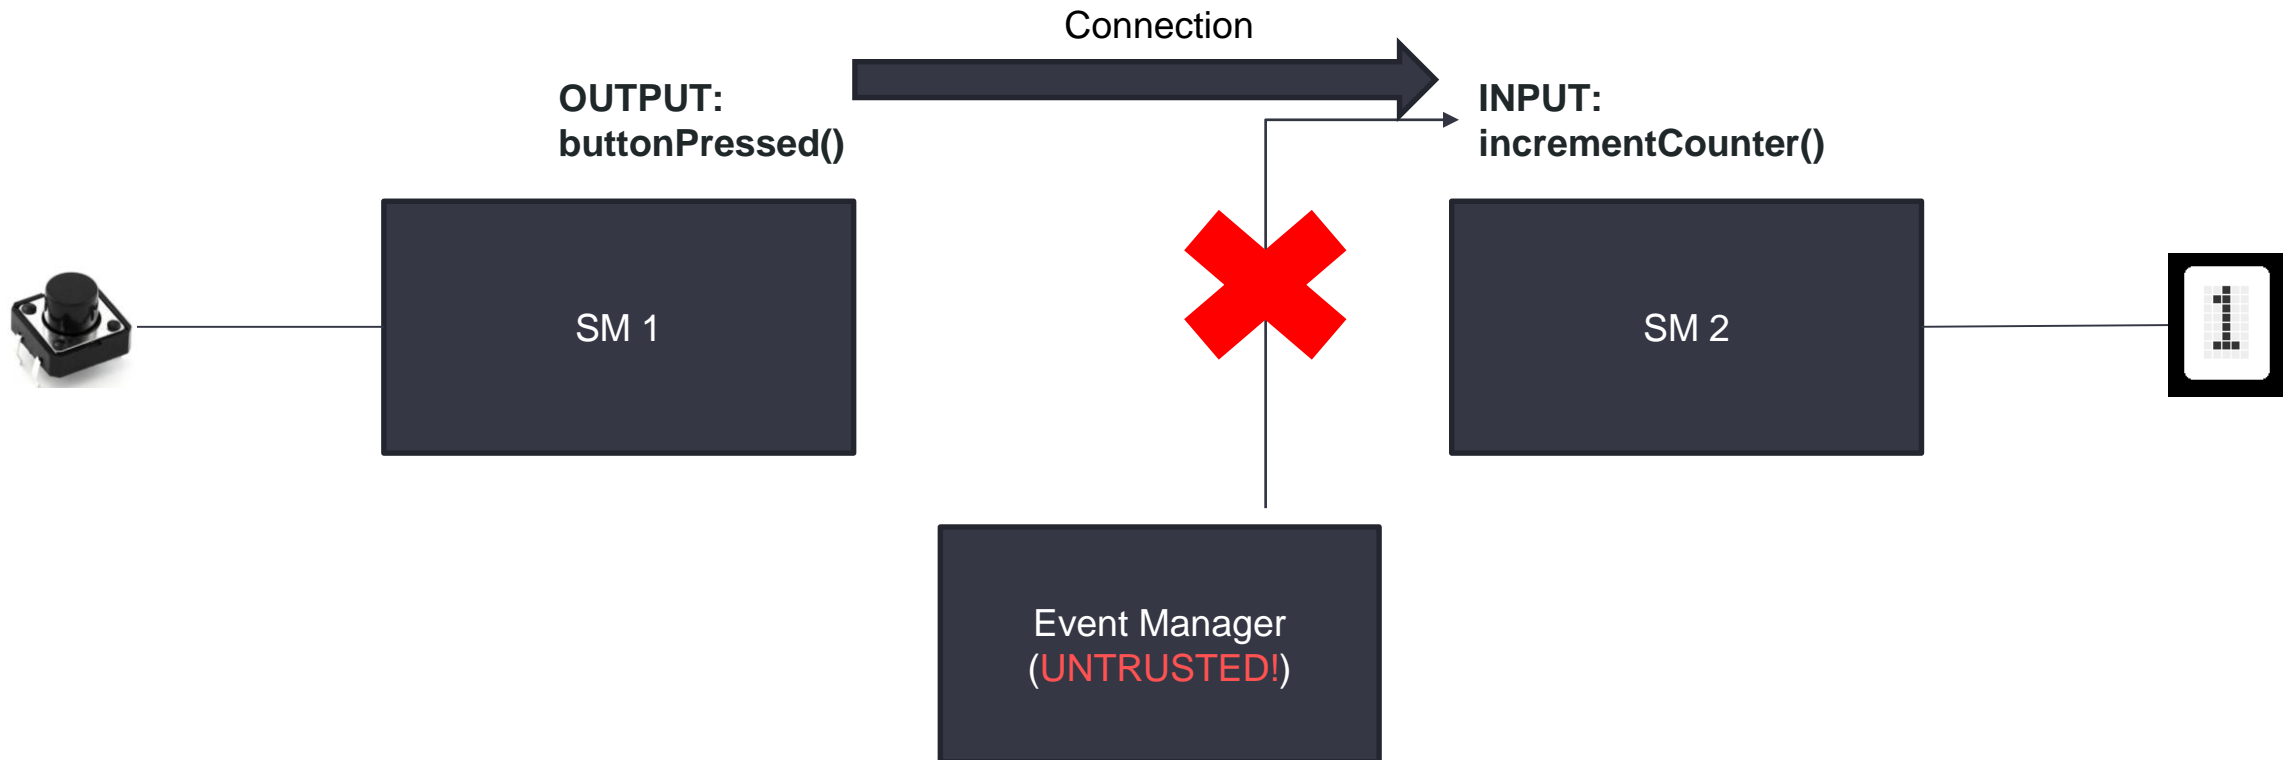 Connection
OUTPUT:
buttonPressed()
INPUT:
incrementCounter()
SM 1
SM 2
1
Event Manager
(UNTRUSTED!)